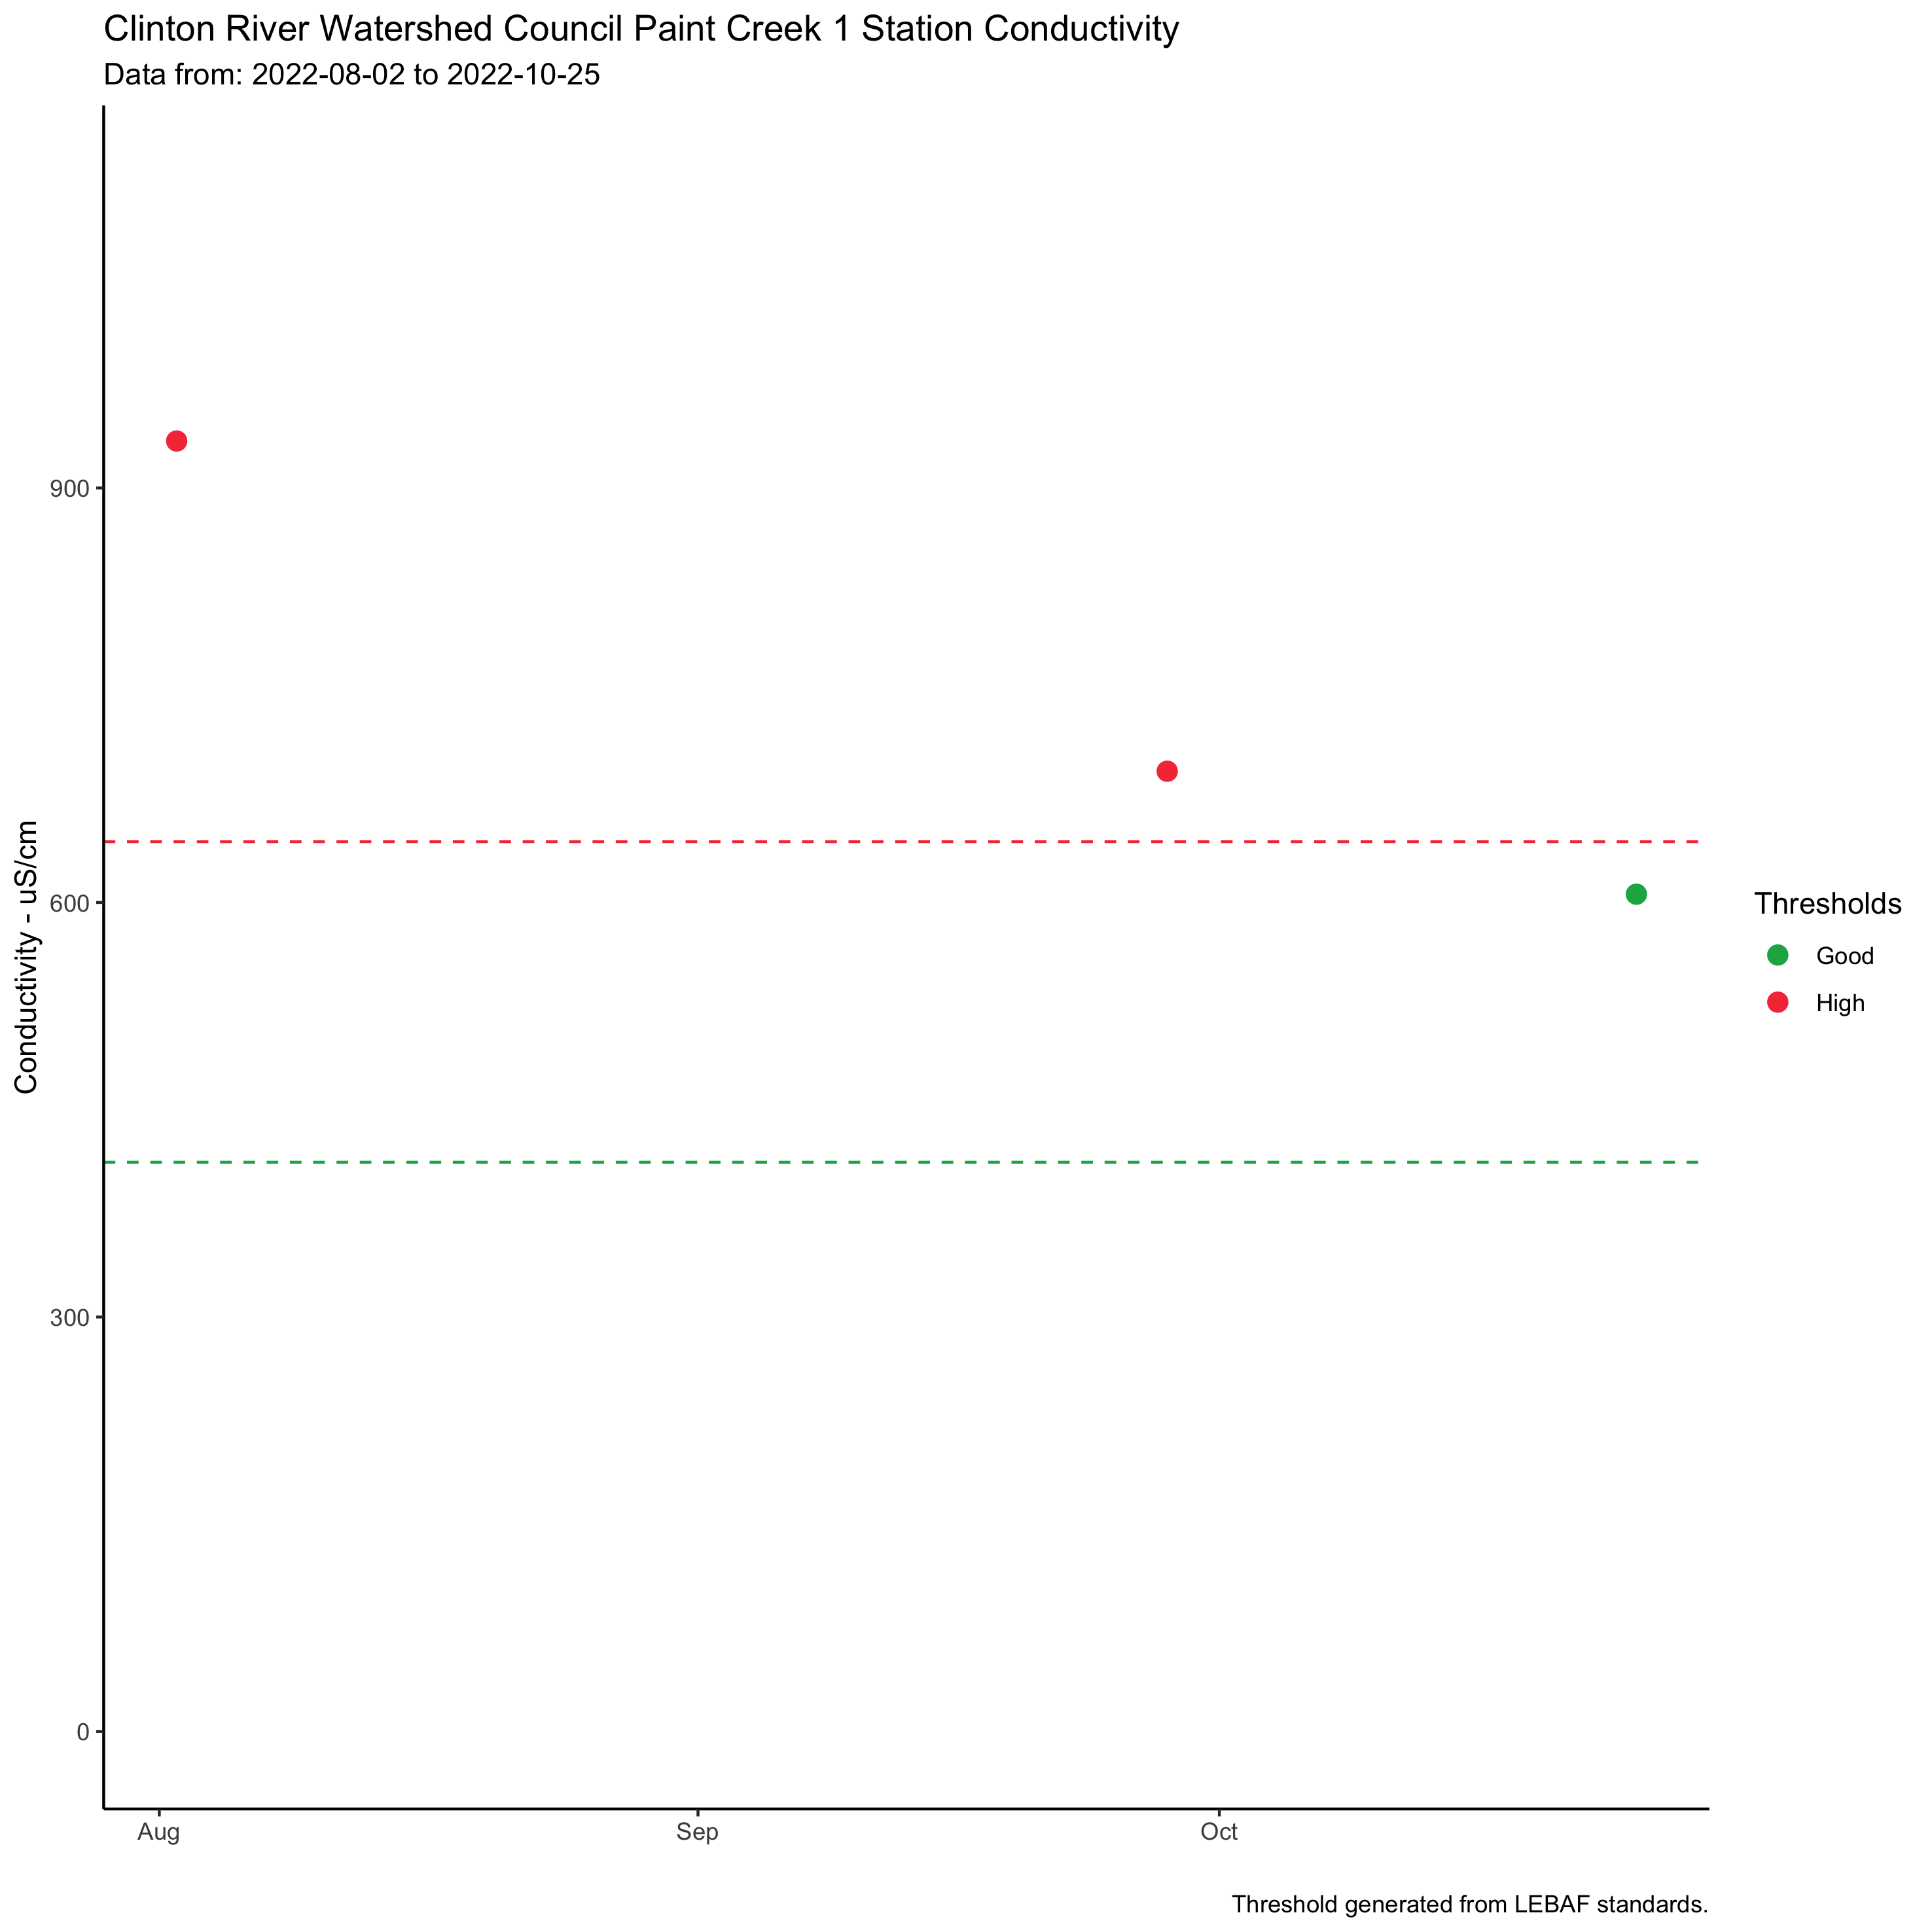 Clinton River Watershed Council Paint Creek 1 Station Conductivity
Data from: 2022-08-02 to 2022-10-25
Conductivity - uS/cm
900
600
300
0
Aug Sep Oct
Thresholds
Good
High
Threshold generated from LEBAF standards.